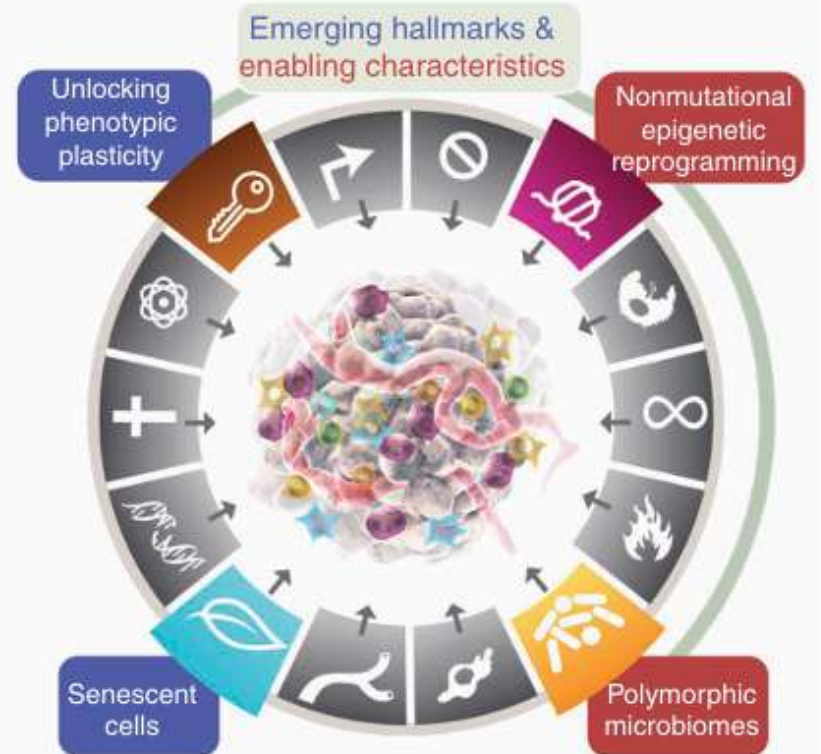 Emerging hallmarks &
enabling characteristics
Unlocking
phenotypic
plasticity
Nonmutational
epigenetic
reprogramming
Senescent
cells
Polymorphic
microbiomes